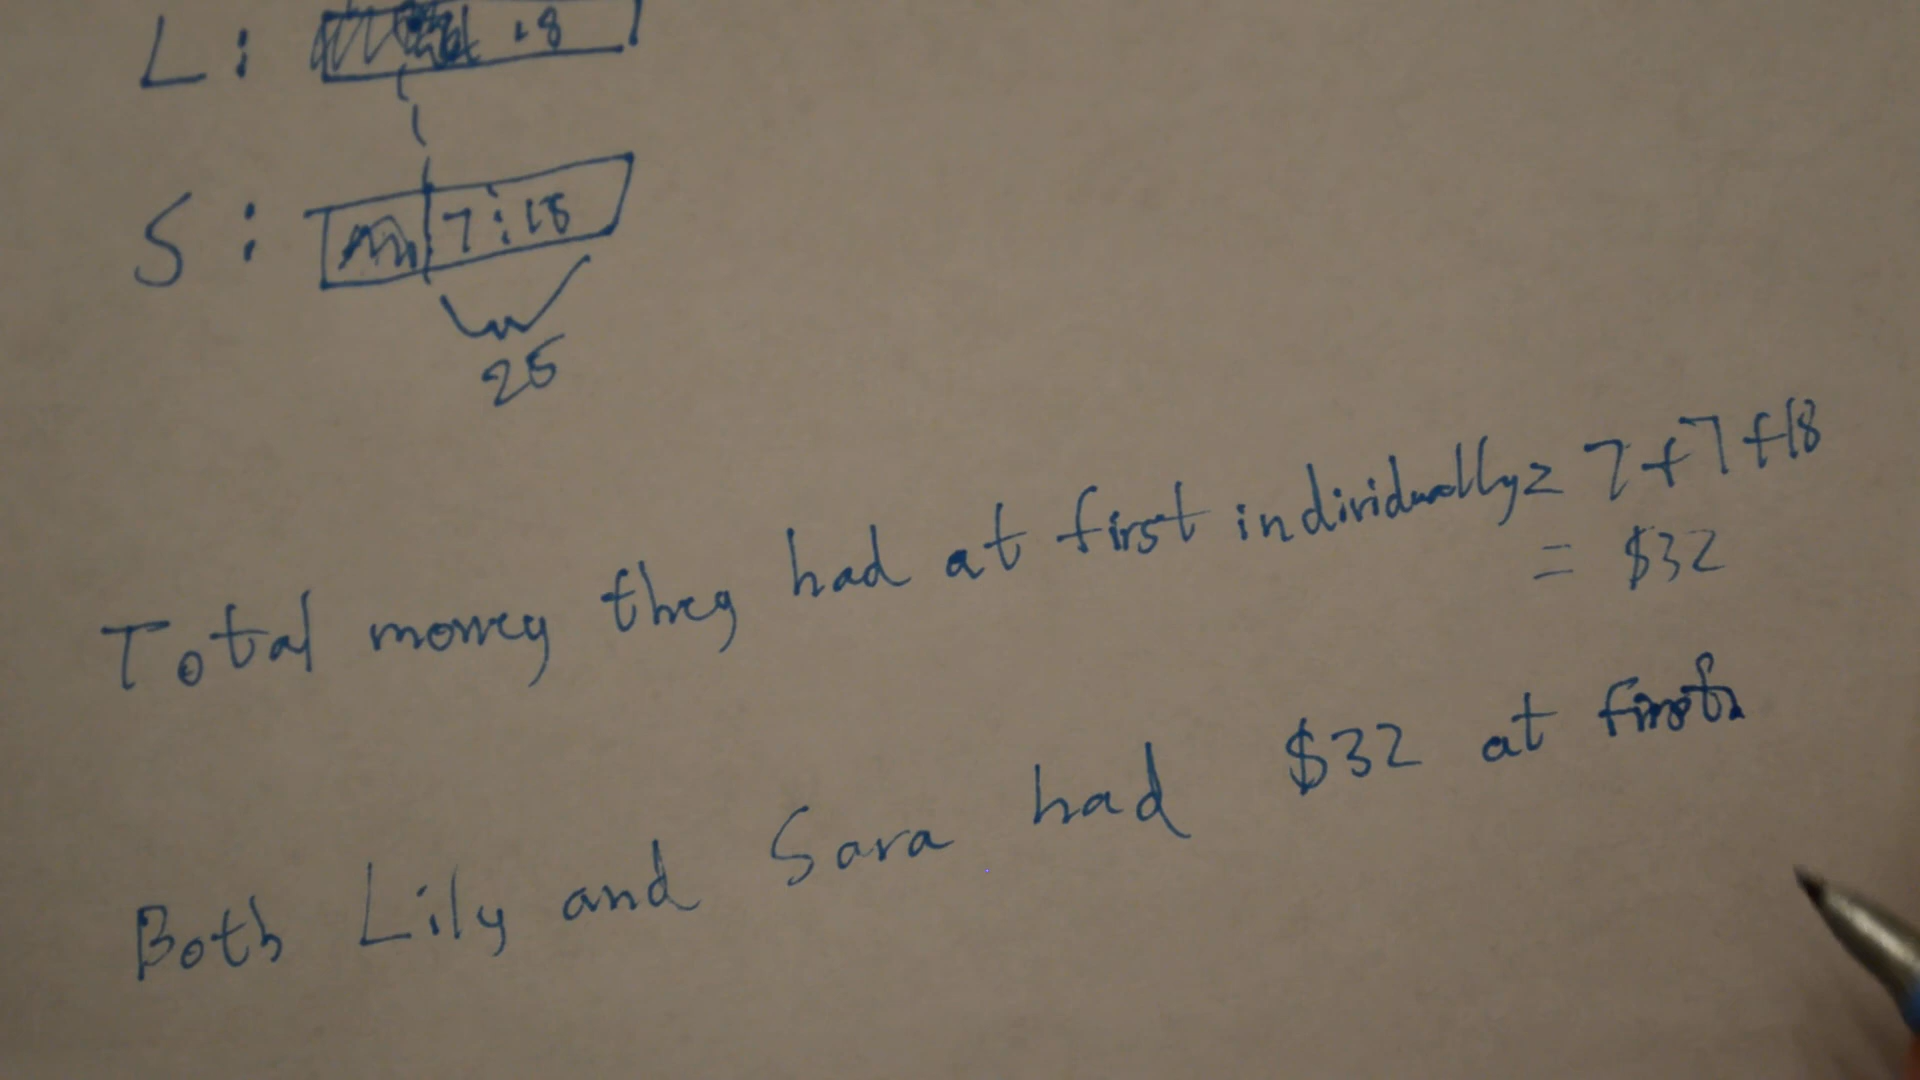 L: 18
S: 7 18
25
Total money they had at first individually = 7+7+18
= $32
Both Lily and Sara had $32 at first.